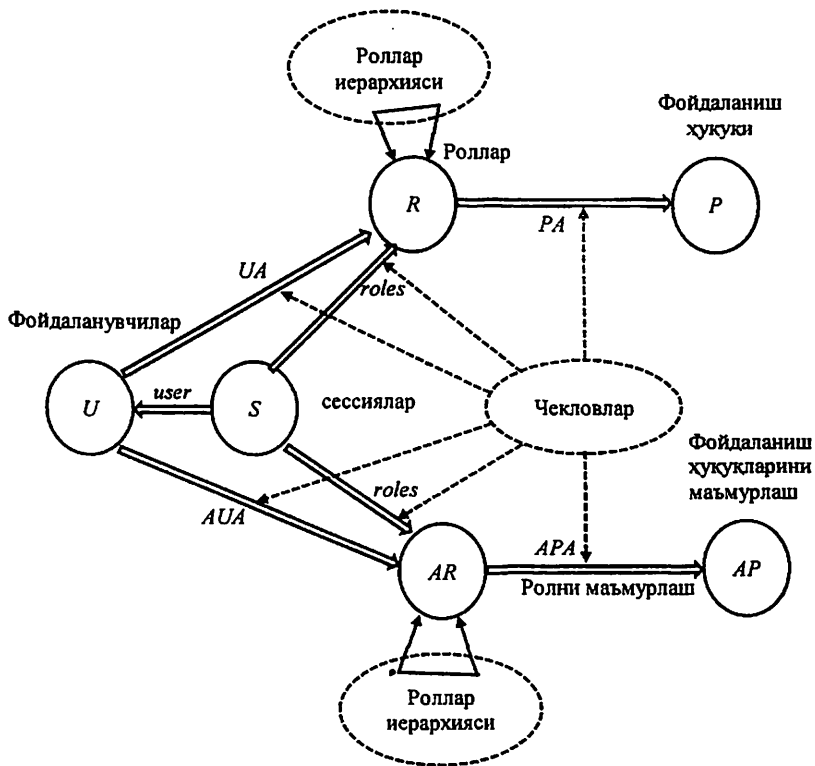 Роллар
иерархияси
Фойдаланиш
ҳуқуки
Роллар
R
P
PA
UA
roles
Фойдаланувчилар
user
U
S
сессиялар
Чекловлар
Фойдаланиш
ҳуқуқларини
маъмурлаш
roles
AUA
APA
AR
AP
Ролни маъмурлаш
Роллар
иерархияси